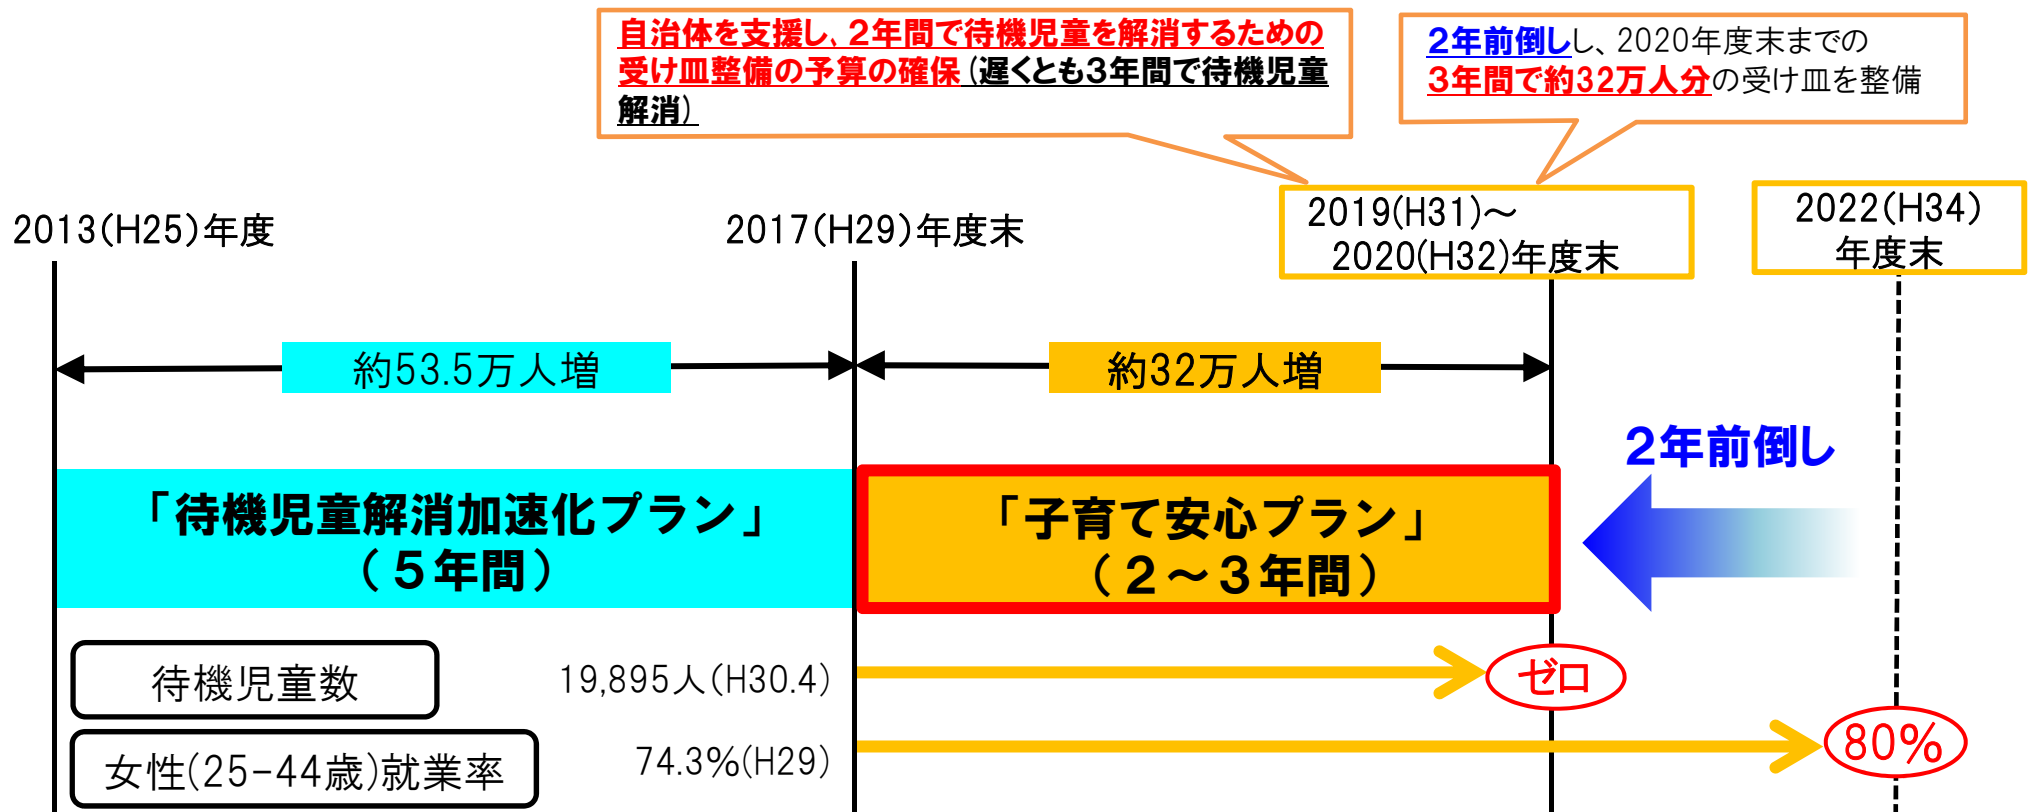 自治体を支援し、２年間で待機児童を解消するための
受け皿整備の予算の確保（遅くとも３年間で待機児童
解消）
２年前倒しし、2020年度末までの
３年間で約32万人分の受け皿を整備
2013(H25)年度
2017(H29)年度末
2019(H31)～
2020(H32)年度末
2022(H34)
年度末
約53.5万人増
約32万人増
２年前倒し
「待機児童解消加速化プラン」
（５年間）
「子育て安心プラン」
（２～３年間）
待機児童数
19,895人(H30.4)
ゼロ
女性(25-44歳)就業率
74.3%(H29)
80%